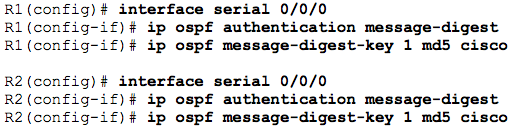 R1(config)# interface serial 0/0/0
R1(config-if)# ip ospf authentication message-digest
R1(config-if)# ip ospf message-digest-key 1 md5 cisco
R2(config)# interface serial 0/0/0
R2(config-if)# ip ospf authentication message-digest
R2(config-if)# ip ospf message-digest-key 1 md5 cisco